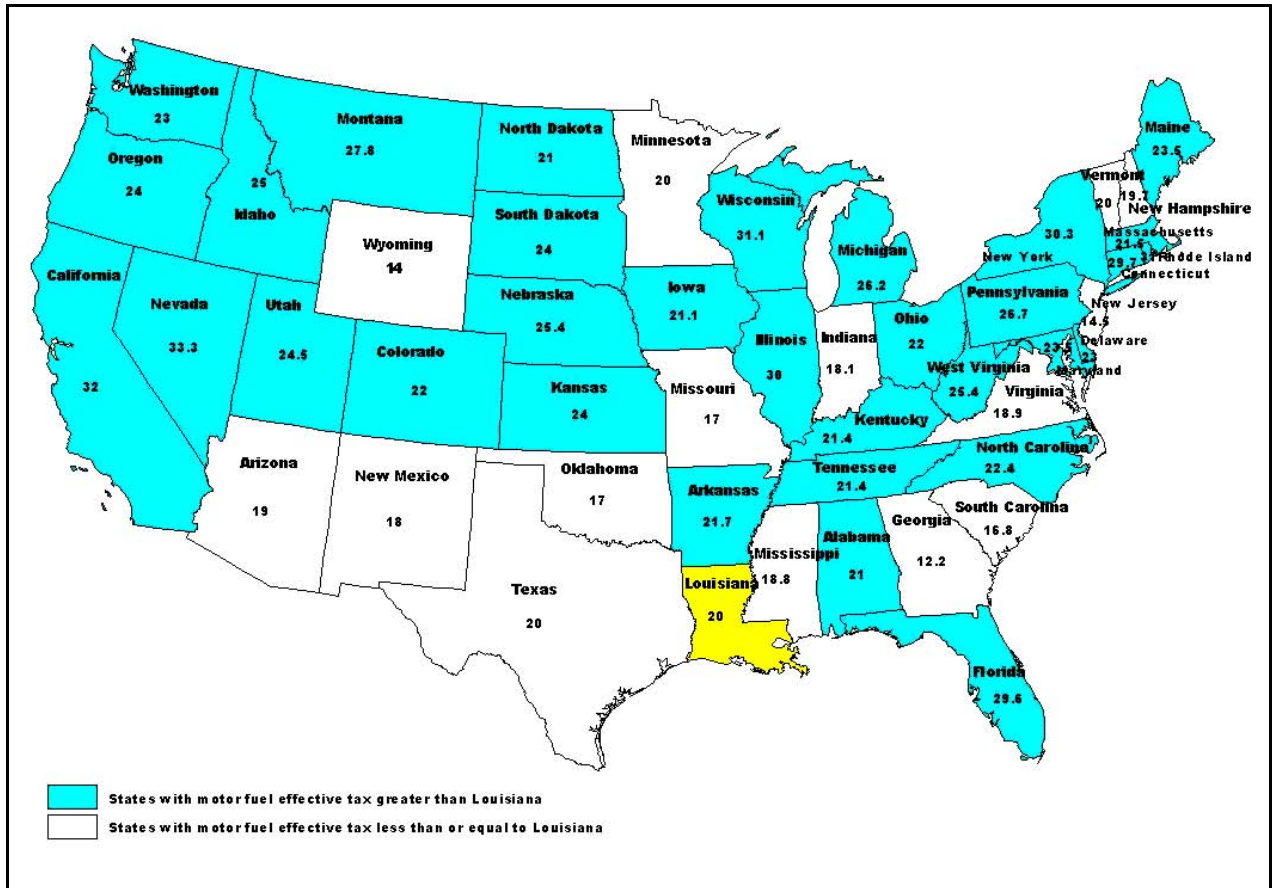 Washington
23
Oregon
24
25
Idaho
Montana
27.8
North Dakota
21
Minnesota
20
South Dakota
24
Wyoming
14
Wisconsin
31.1
Michigan
26.2
Maine
23.5
Vermont
20
19.7
New Hampshire
Massachusetts
21.5
Rhode Island
29.7
Connecticut
30.3
New York
California
32
Nevada
33.3
Utah
24.5
Colorado
22
Nebraska
25.4
Kansas
24
Iowa
21.1
Illinois
30
Indiana
18.1
Ohio
22
Pennsylvania
26.7
New Jersey
14.5
Delaware
23
23.5
Maryland
West Virginia
25.4
Virginia
18.9
Missouri
17
Kentucky
21.4
Tennessee
21.4
North Carolina
22.4
South Carolina
16.8
Arizona
19
New Mexico
18
Oklahoma
17
Arkansas
21.7
Mississippi
18.8
Alabama
21
Georgia
12.2
Texas
20
Louisiana
20
Florida
29.6
States with motor fuel effective tax greater than Louisiana
States with motor fuel effective tax less than or equal to Louisiana